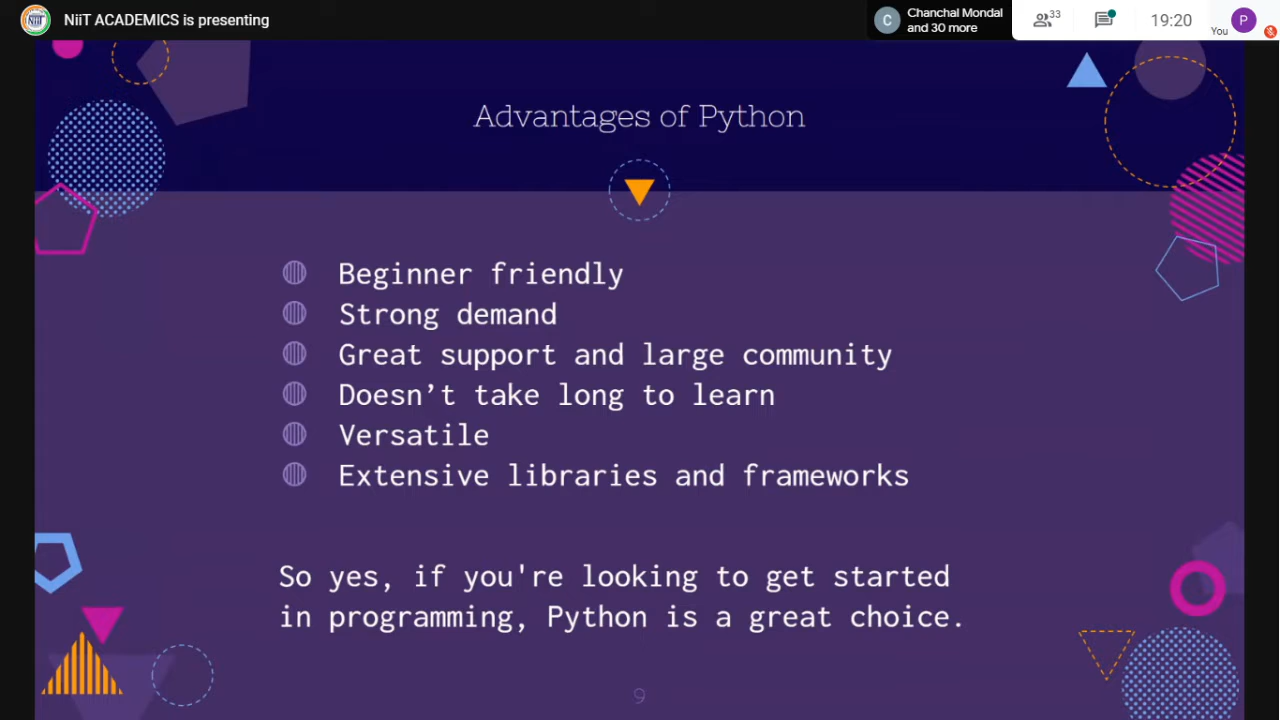 NiiT ACADEMICS is presenting
C
Chanchal Mondal
and 30 more
33
19:20
You
P
Advantages of Python
Beginner friendly
Strong demand
Great support and large community
Doesn’t take long to learn
Versatile
Extensive libraries and frameworks
So yes, if you're looking to get started
in programming, Python is a great choice.
9